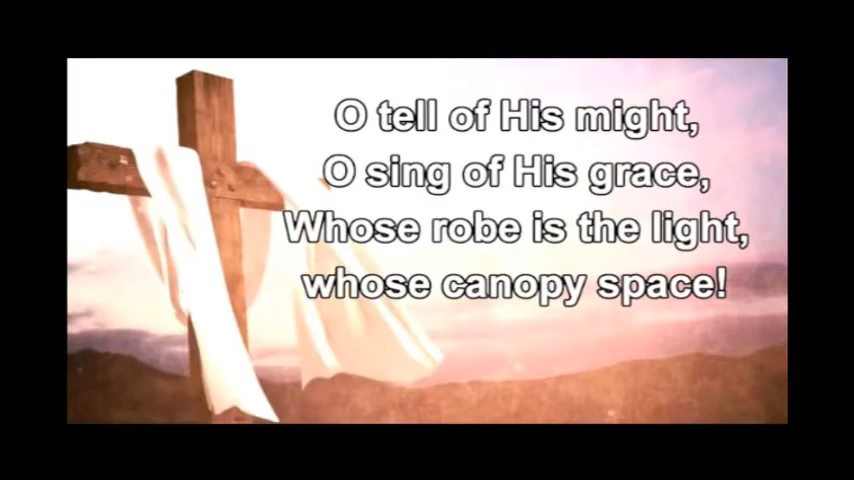 O tell of His might,
O sing of His grace,
Whose robe is the light,
whose canopy space!